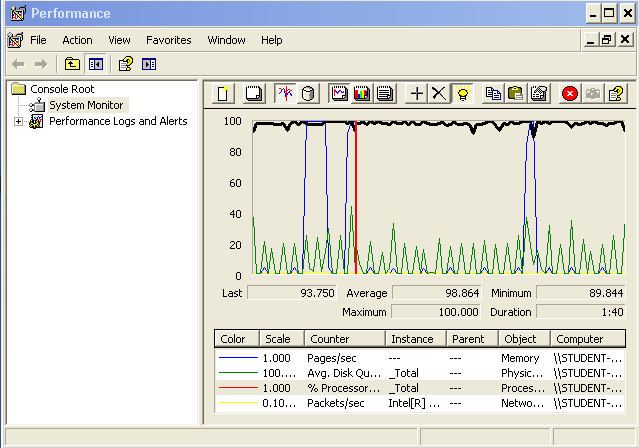 Performance
File Action View Favorites Window Help
Console Root
System Monitor
Performance Logs and Alerts
100
80
60
40
20
0
Last 93.750 Average 98.864 Minimum 89.844
Maximum 100.000 Duration 1:40
Color Scale Counter Instance Parent Object Computer
1.000 Pages/sec --- --- Memory \\STUDENT-...
100.... Avg. Disk Qu... _Total --- Physic... \\STUDENT-...
1.000 % Processor... _Total --- Proces... \\STUDENT-...
0.10... Packets/sec Intel[R] ... --- Netwo... \\STUDENT-...